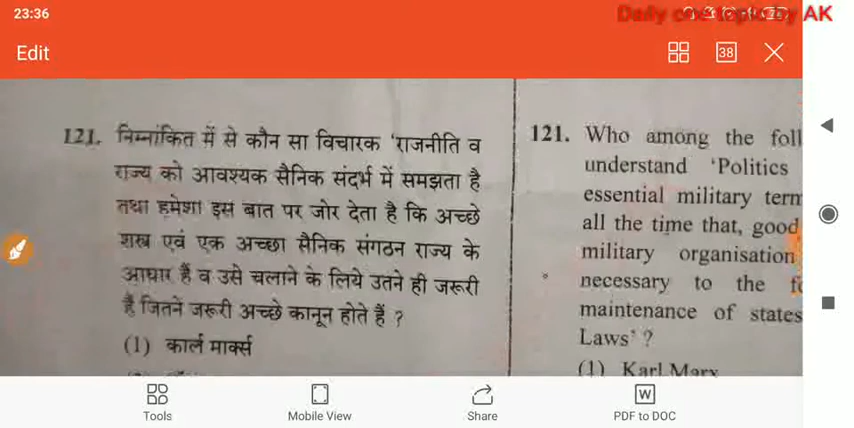 23:36
Daily one topic by AK
Edit
38
121. निम्नांकित में से कौन सा विचारक 'राजनीति व
राज्य को आवश्यक सैनिक संदर्भ में समझता है
तथा हमेशा इस बात पर जोर देता है कि अच्छे
शस्त्र एवं एक अच्छा सैनिक संगठन राज्य के
आधार हैं व उसे चलाने के लिये उतने ही जरूरी
हैं जितने जरूरी अच्छे कानून होते हैं ?
(1) कार्ल मार्क्स
121. Who among the foll
understand 'Politics
essential military term
all the time that, good
military organisation
necessary to the fo
maintenance of states
Laws' ?
(1) Karl Marx
Tools
Mobile View
Share
W
PDF to DOC